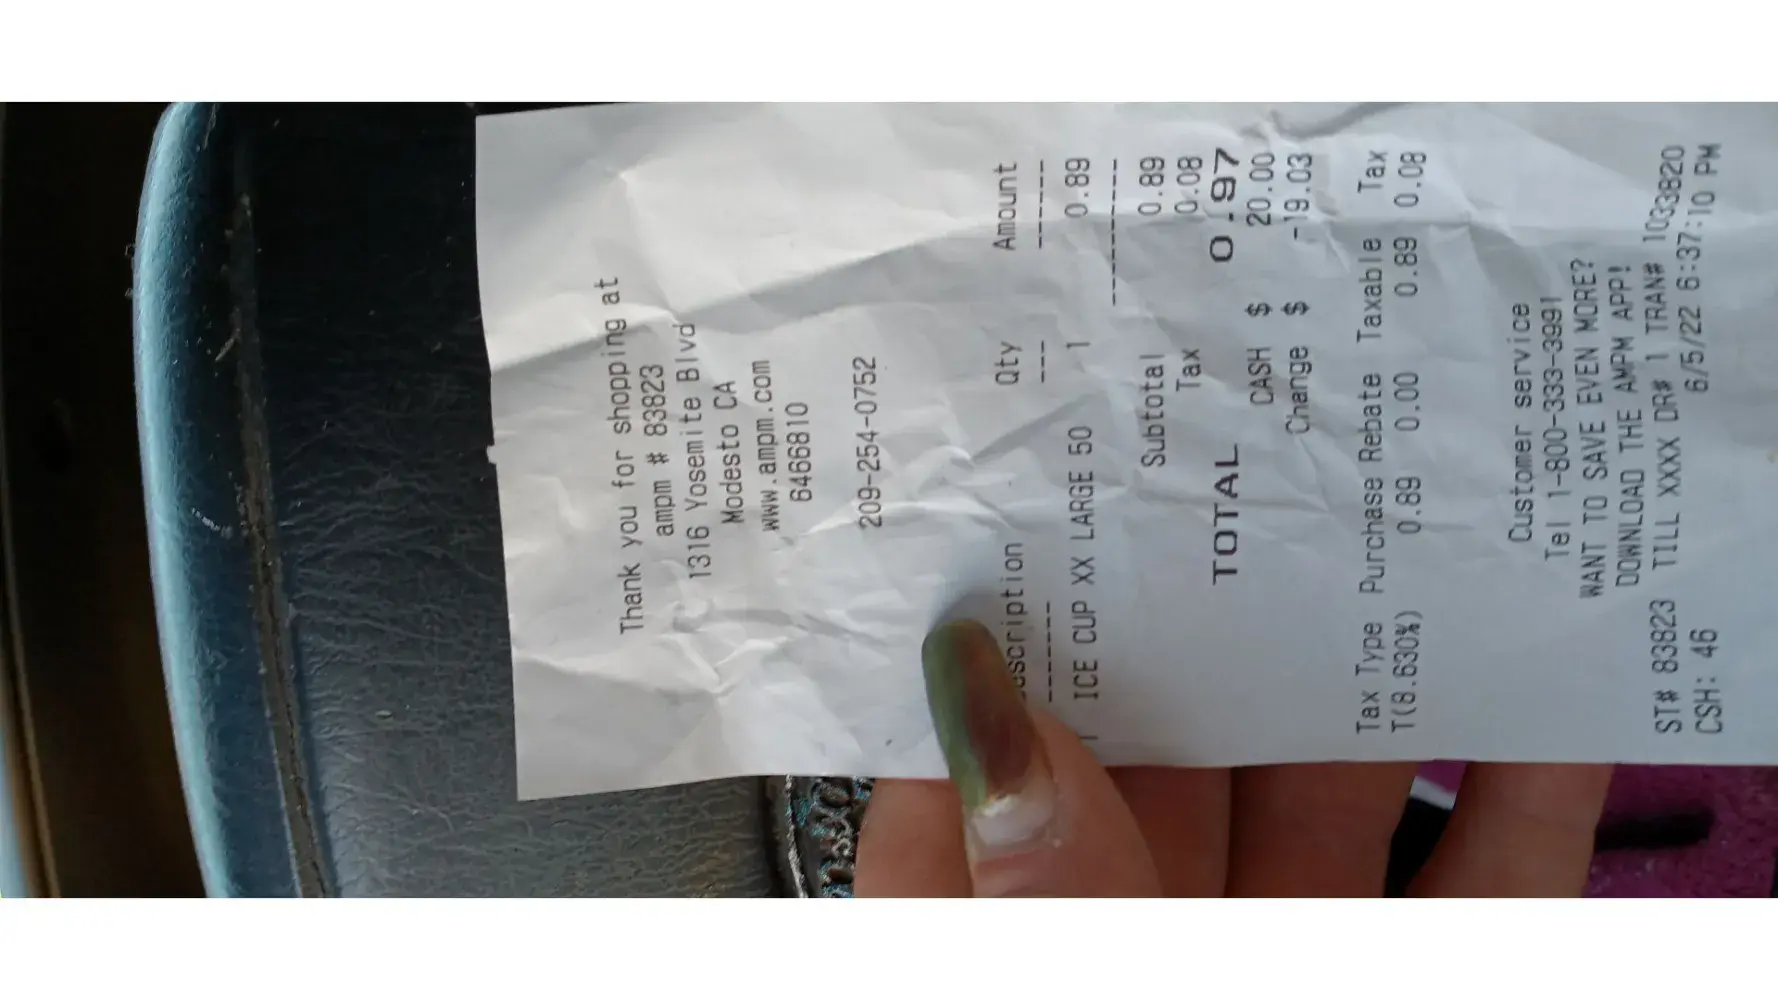 Thank you for shopping at
ampm # 83823
1316 Yosemite Blvd
Modesto CA
www.ampm.com
6466810
209-254-0752
Qty Amount
--- ------
T ICE CUP XX LARGE 50 1 0.89
Subtotal 0.89
Tax 0.08
TOTAL 0.97
CASH $ 20.00
Change $ -19.03
Tax Type Purchase Rebate Taxable Tax
T(8.630%) 0.89 0.00 0.89 0.08
Customer service
Tel 1-800-333-3991
WANT TO SAVE EVEN MORE?
DOWNLOAD THE AMPM APP!
ST# 83823 TILL XXXX DR# 1 TRAN# 1033820
CSH: 46 6/5/22 6:37:10 PM